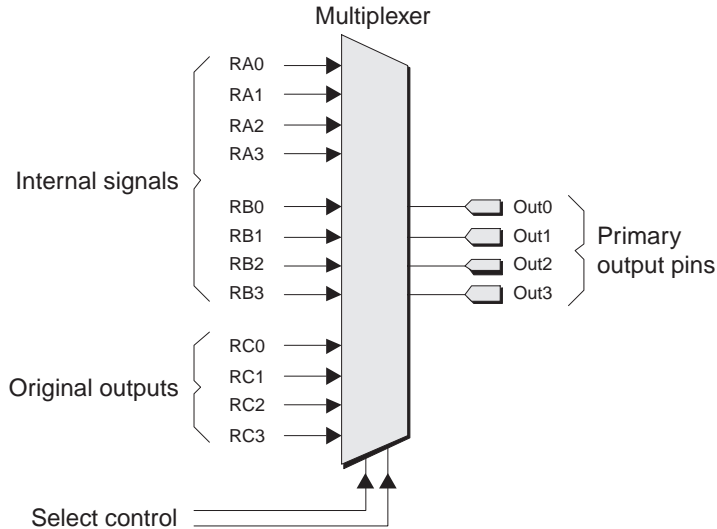 Multiplexer
RA0
RA1
RA2
RA3
Internal signals
RB0
RB1
RB2
RB3
Out0
Out1
Out2
Out3
Primary
output pins
RC0
RC1
Original outputs
RC2
RC3
Select control